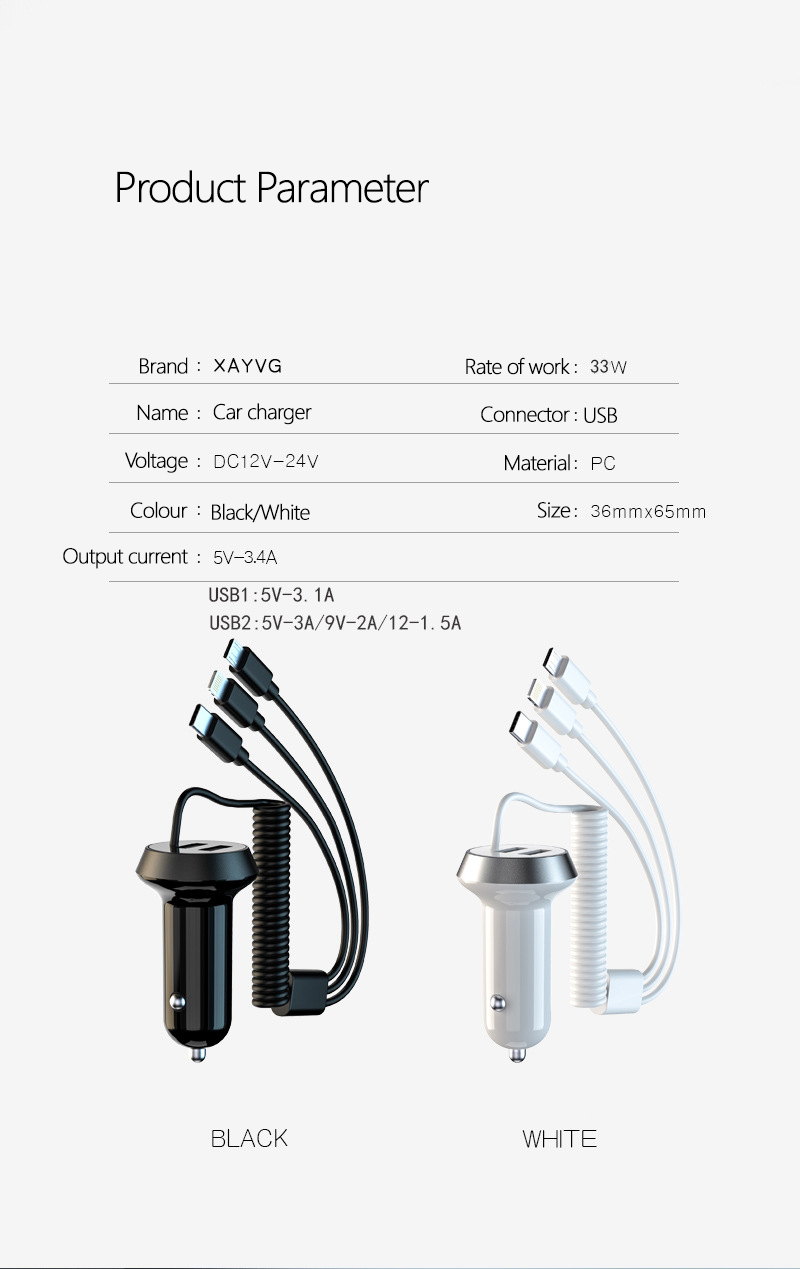 Product Parameter
Brand : XAYVG
Rate of work : 33W
Name : Car charger
Connector : USB
Voltage : DC12V-24V
Material : PC
Colour : Black/White
Size : 36mmx65mm
Output current : 5V-3.4A
USB1:5V-3.1A
USB2:5V-3A/9V-2A/12-1.5A
BLACK
WHITE